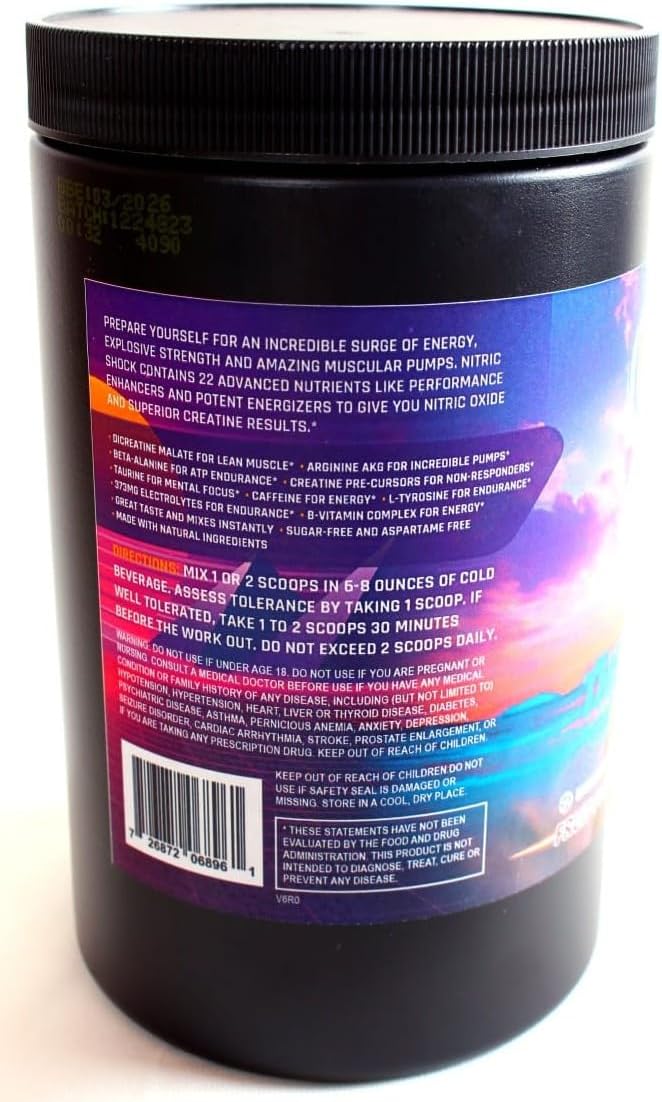 BBE:03/2026
BATCH:1224923
00:32 4090
PREPARE YOURSELF FOR AN INCREDIBLE SURGE OF ENERGY,
EXPLOSIVE STRENGTH AND AMAZING MUSCULAR PUMPS. NITRIC
SHOCK CONTAINS 22 ADVANCED NUTRIENTS LIKE PERFORMANCE
ENHANCERS AND POTENT ENERGIZERS TO GIVE YOU NITRIC OXIDE
AND SUPERIOR CREATINE RESULTS.*
· DICREATINE MALATE FOR LEAN MUSCLE* · ARGININE AKG FOR INCREDIBLE PUMPS*
· BETA-ALANINE FOR ATP ENDURANCE* · CREATINE PRE-CURSORS FOR NON-RESPONDERS*
· TAURINE FOR MENTAL FOCUS* · CAFFEINE FOR ENERGY* · L-TYROSINE FOR ENDURANCE*
· 373MG ELECTROLYTES FOR ENDURANCE* · B-VITAMIN COMPLEX FOR ENERGY*
· GREAT TASTE AND MIXES INSTANTLY · SUGAR-FREE AND ASPARTAME FREE
· MADE WITH NATURAL INGREDIENTS
DIRECTIONS: MIX 1 OR 2 SCOOPS IN 6-8 OUNCES OF COLD
BEVERAGE, ASSESS TOLERANCE BY TAKING 1 SCOOP. IF
WELL TOLERATED, TAKE 1 TO 2 SCOOPS 30 MINUTES
BEFORE THE WORK OUT. DO NOT EXCEED 2 SCOOPS DAILY.
WARNING: DO NOT USE IF UNDER AGE 18. DO NOT USE IF YOU ARE PREGNANT OR
NURSING. CONSULT A MEDICAL DOCTOR BEFORE USE IF YOU HAVE ANY MEDICAL
CONDITION OR FAMILY HISTORY OF ANY DISEASE, INCLUDING (BUT NOT LIMITED TO)
HYPOTENSION, HYPERTENSION, HEART, LIVER OR THYROID DISEASE, DIABETES,
PSYCHIATRIC DISEASE, ASTHMA, PERNICIOUS ANEMIA, ANXIETY, DEPRESSION,
SEIZURE DISORDER, CARDIAC ARRHYTHMIA, STROKE, PROSTATE ENLARGEMENT, OR
IF YOU ARE TAKING ANY PRESCRIPTION DRUG. KEEP OUT OF REACH OF CHILDREN.
KEEP OUT OF REACH OF CHILDREN DO NOT
USE IF SAFETY SEAL IS DAMAGED OR
MISSING. STORE IN A COOL, DRY PLACE.
* THESE STATEMENTS HAVE NOT BEEN
EVALUATED BY THE FOOD AND DRUG
ADMINISTRATION. THIS PRODUCT IS NOT
INTENDED TO DIAGNOSE, TREAT, CURE OR
PREVENT ANY DISEASE.
7 26872 06896 1
V6R0